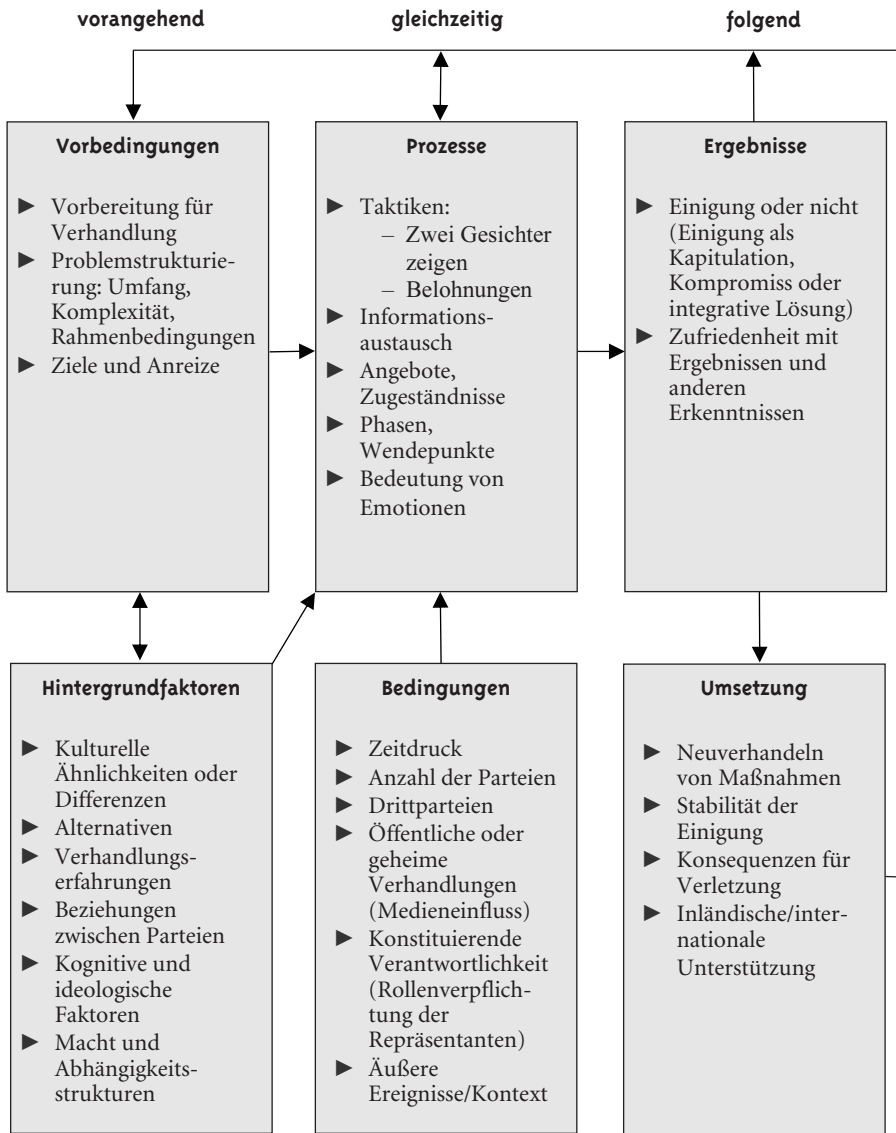 vorangehend
gleichzeitig
folgend
Vorbedingungen
► Vorbereitung für
Verhandlung
► Problemstrukturie-
rung: Umfang,
Komplexität,
Rahmenbedingungen
► Ziele und Anreize
Prozesse
► Taktiken:
– Zwei Gesichter
zeigen
– Belohnungen
► Informations-
austausch
► Angebote,
Zugeständnisse
► Phasen,
Wendepunkte
► Bedeutung von
Emotionen
Ergebnisse
► Einigung oder nicht
(Einigung als
Kapitulation,
Kompromiss oder
integrative Lösung)
► Zufriedenheit mit
Ergebnissen und
anderen
Erkenntnissen
Hintergrundfaktoren
► Kulturelle
Ähnlichkeiten oder
Differenzen
► Alternativen
► Verhandlungs-
erfahrungen
► Beziehungen
zwischen Parteien
► Kognitive und
ideologische
Faktoren
► Macht und
Abhängigkeits-
strukturen
Bedingungen
► Zeitdruck
► Anzahl der Parteien
► Drittparteien
► Öffentliche oder
geheime
Verhandlungen
(Medieneinfluss)
► Konstituierende
Verantwortlichkeit
(Rollenverpflich-
tung der
Repräsentanten)
► Äußere
Ereignisse/Kontext
Umsetzung
► Neuverhandeln
von Maßnahmen
► Stabilität der
Einigung
► Konsequenzen für
Verletzung
► Inländische/inter-
nationale
Unterstützung